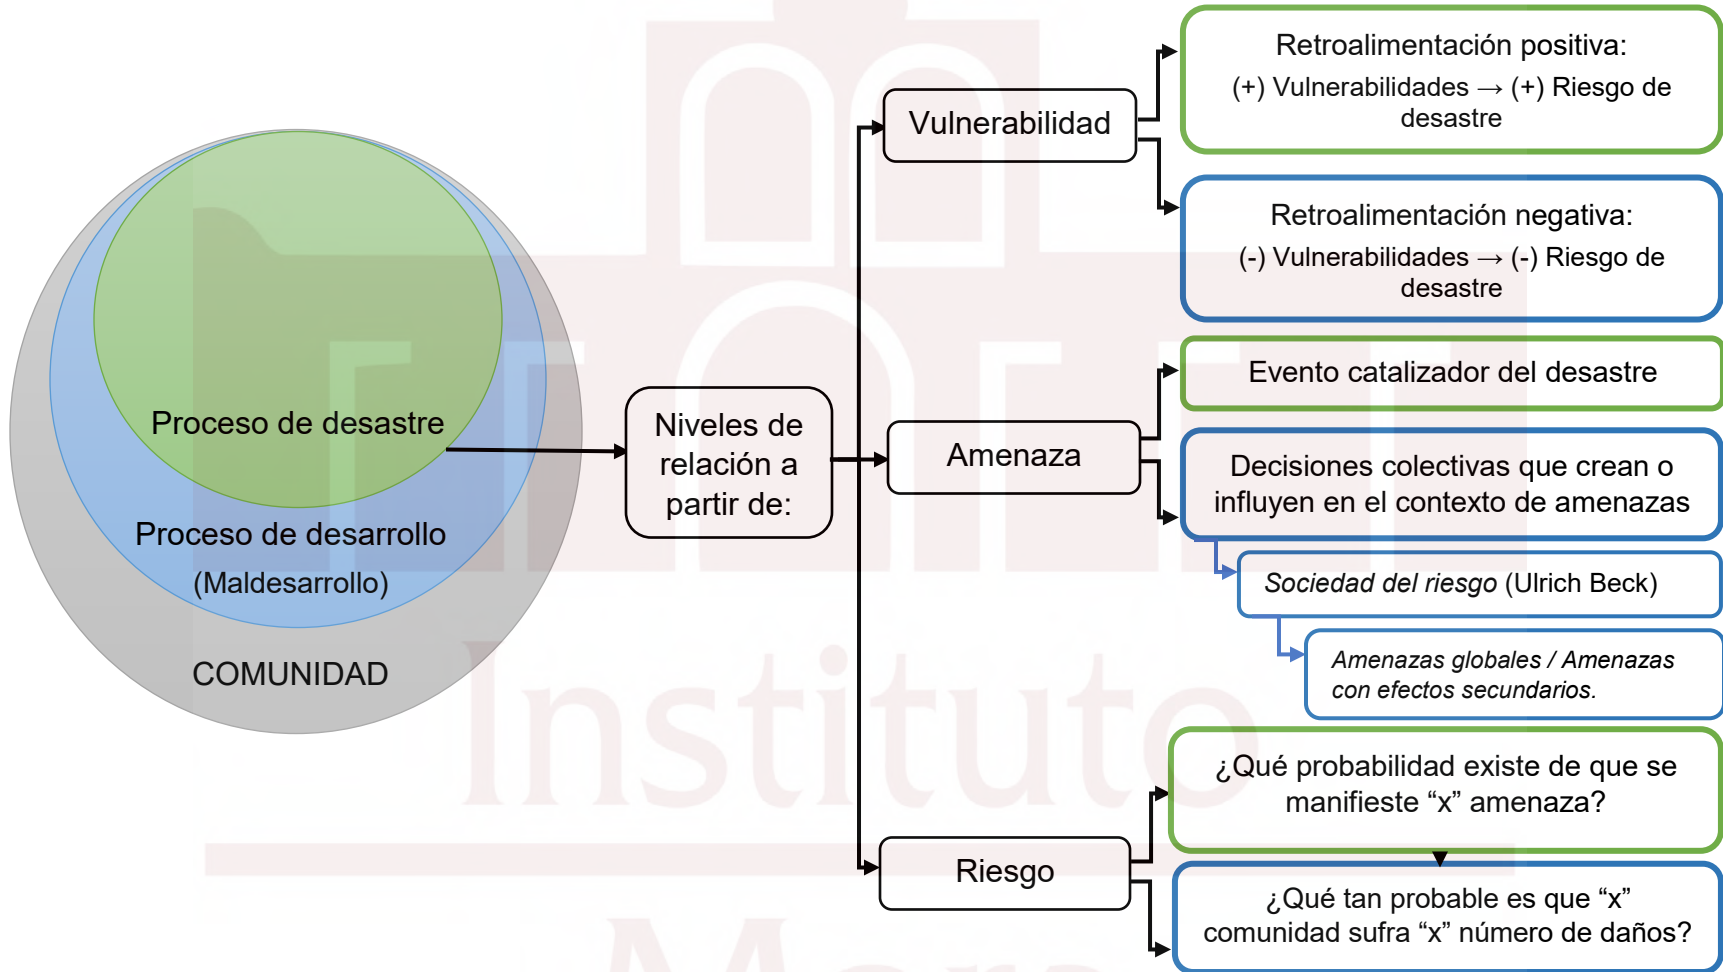 Proceso de desastre
Proceso de desarrollo
(Maldesarrollo)
COMUNIDAD
Niveles de
relación a
partir de:
Vulnerabilidad
Retroalimentación positiva:
(+) Vulnerabilidades → (+) Riesgo de
desastre
Retroalimentación negativa:
(-) Vulnerabilidades → (-) Riesgo de
desastre
Amenaza
Evento catalizador del desastre
Decisiones colectivas que crean o
influyen en el contexto de amenazas
Sociedad del riesgo (Ulrich Beck)
Amenazas globales / Amenazas
con efectos secundarios.
Riesgo
¿Qué probabilidad existe de que se
manifieste “x” amenaza?
¿Qué tan probable es que “x”
comunidad sufra “x” número de daños?
Instituto